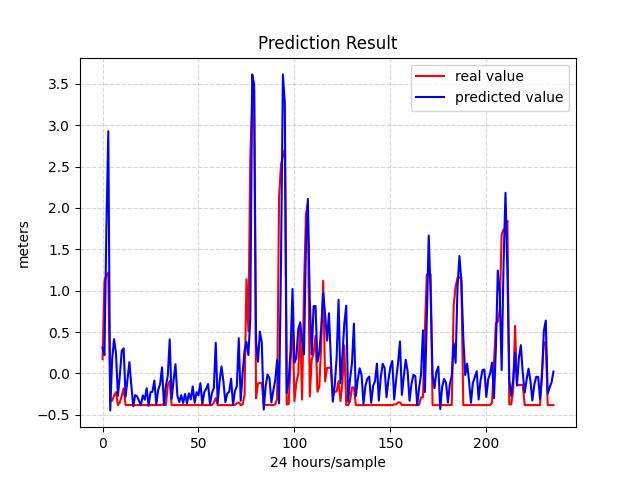 Prediction Result
real value
predicted value
meters
3.5
3.0
2.5
2.0
1.5
1.0
0.5
0.0
−0.5
0
50
100
150
200
24 hours/sample